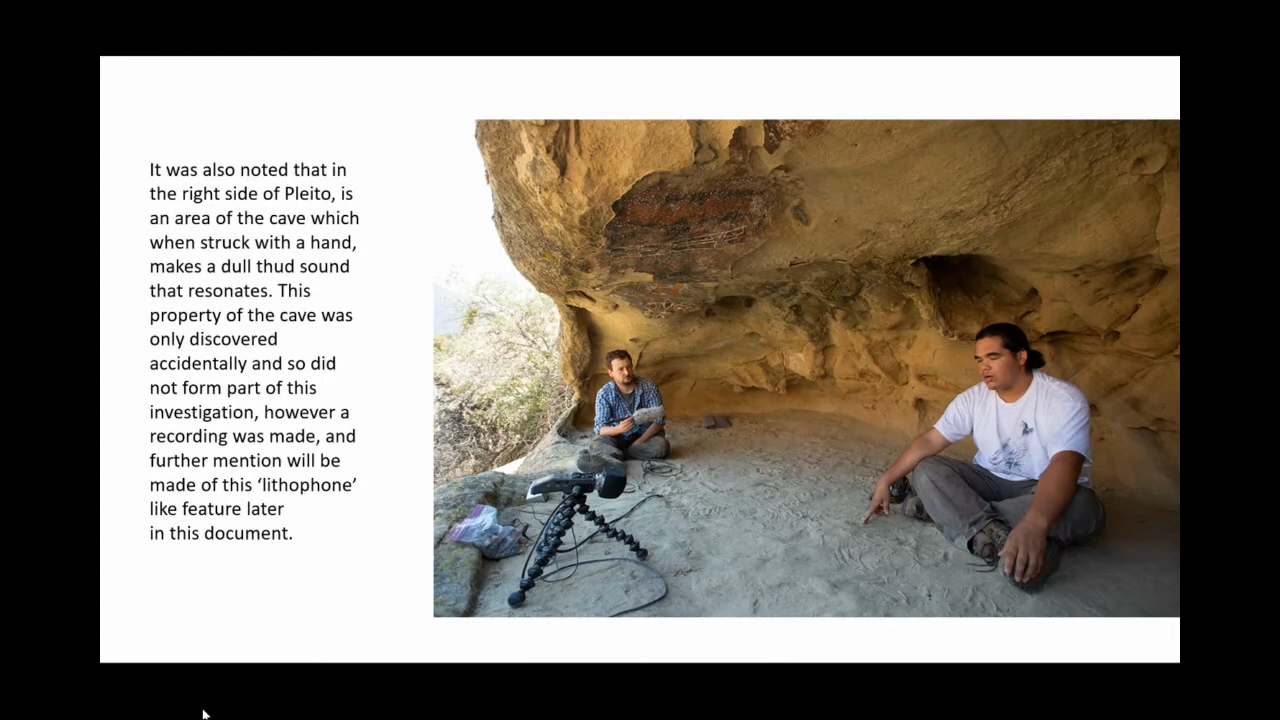 It was also noted that in
the right side of Pleito, is
an area of the cave which
when struck with a hand,
makes a dull thud sound
that resonates. This
property of the cave was
only discovered
accidentally and so did
not form part of this
investigation, however a
recording was made, and
further mention will be
made of this ‘lithophone’
like feature later
in this document.